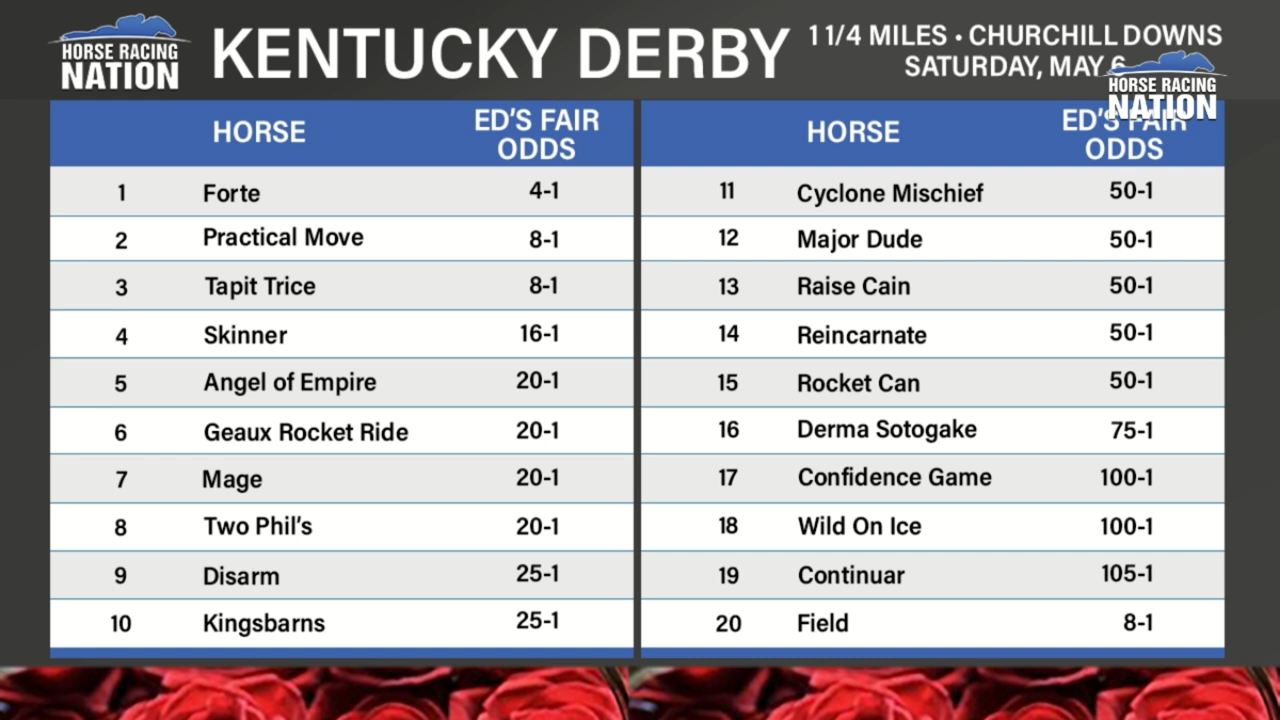 HORSE RACING
NATION
KENTUCKY DERBY
1 1/4 MILES • CHURCHILL DOWNS
SATURDAY, MAY 6
HORSE RACING
NATION
HORSE ED'S FAIR
ODDS
1 Forte 4-1
2 Practical Move 8-1
3 Tapit Trice 8-1
4 Skinner 16-1
5 Angel of Empire 20-1
6 Geaux Rocket Ride 20-1
7 Mage 20-1
8 Two Phil's 20-1
9 Disarm 25-1
10 Kingsbarns 25-1
HORSE ED'S FAIR
ODDS
11 Cyclone Mischief 50-1
12 Major Dude 50-1
13 Raise Cain 50-1
14 Reincarnate 50-1
15 Rocket Can 50-1
16 Derma Sotogake 75-1
17 Confidence Game 100-1
18 Wild On Ice 100-1
19 Continuar 105-1
20 Field 8-1